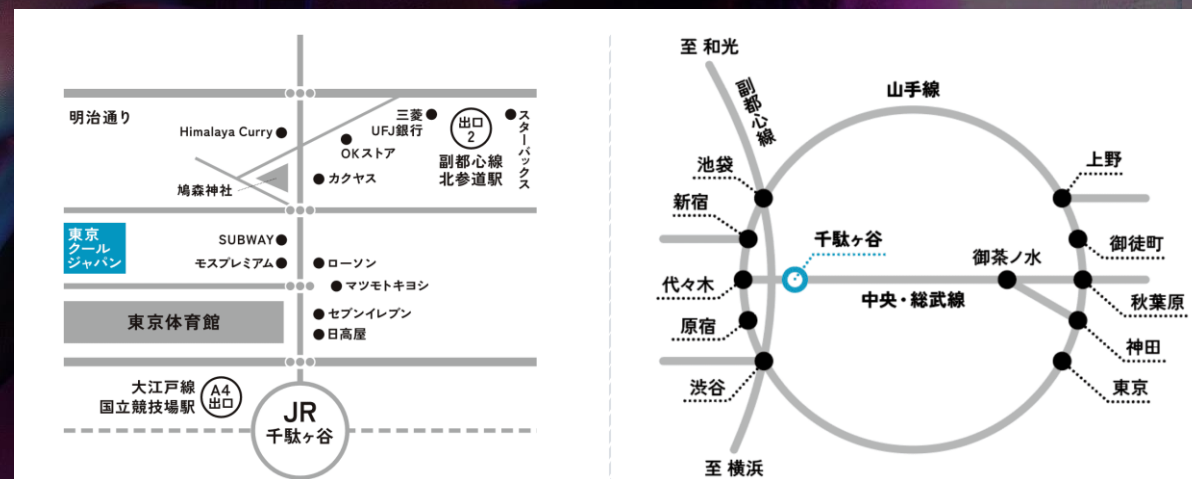 明治通り
Himalaya Curry
三菱
UFJ銀行
出口
2
スターバックス
OKストア
副都心線
北参道駅
鳩森神社
カクヤス
東京
クール
ジャパン
SUBWAY
モスプレミアム
ローソン
マツモトキヨシ
東京体育館
セブンイレブン
日高屋
大江戸線
国立競技場駅
A4
出口
JR
千駄ヶ谷
至 和光
副都心線
山手線
池袋
上野
新宿
千駄ヶ谷
御徒町
代々木
御茶ノ水
中央・総武線
秋葉原
原宿
神田
渋谷
東京
至 横浜